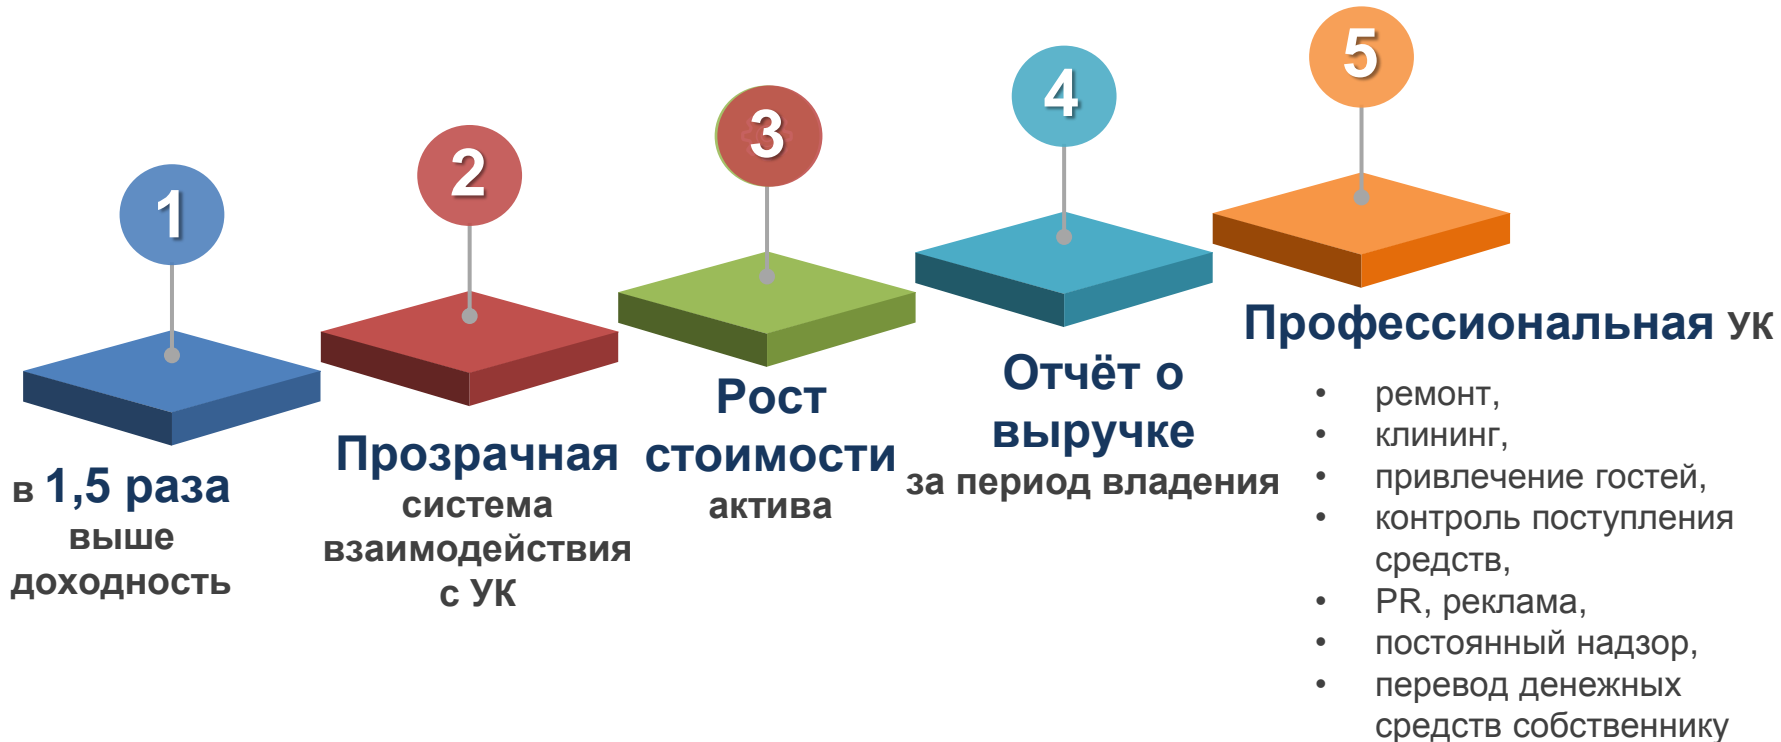 1
в 1,5 раза
выше
доходность
2
Прозрачная
система
взаимодействия
с УК
3
Рост
стоимости
актива
4
Отчёт о
выручке
за период владения
5
Профессиональная УК
• ремонт,
• клининг,
• привлечение гостей,
• контроль поступления
средств,
• PR, реклама,
• постоянный надзор,
• перевод денежных
средств собственнику